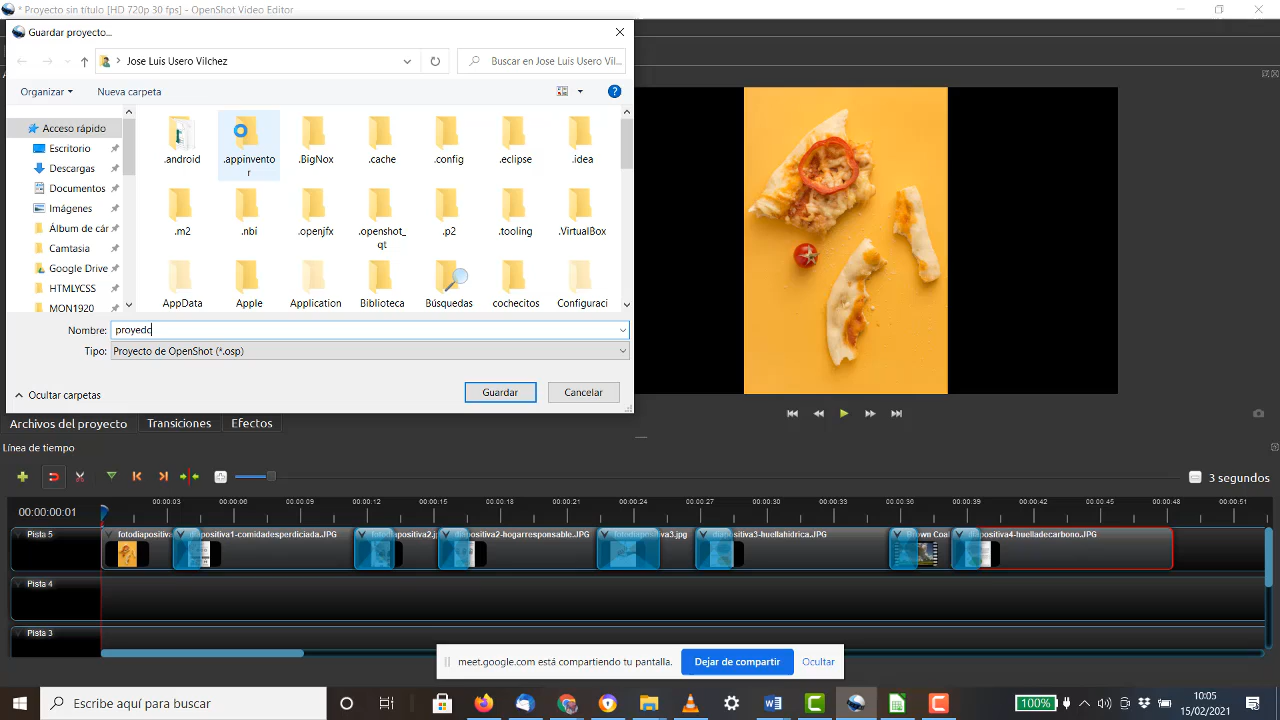 * Proyecto sin título [HD 720p 30 fps] - OpenShot Video Editor
Guardar proyecto...
Jose Luis Usero Vilchez
Buscar en Jose Luis Usero Vil...
Organizar
Nueva carpeta
Acceso rápido
Escritorio
Descargas
Documentos
Imágenes
Álbum de cár
Camtasia
Google Drive
HTMLYCSS
MON1920
.android
.appinventor
.BigNox
.cache
.config
.eclipse
.idea
.m2
.nbi
.openjfx
.openshot_qt
.p2
.tooling
.VirtualBox
AppData
Apple
Application
Biblioteca
Búsquedas
cochecitos
Configuraci
Nombre:
proyedc
Tipo:
Proyecto de OpenShot (*.osp)
Ocultar carpetas
Guardar
Cancelar
Archivos del proyecto
Transiciones
Efectos
Línea de tiempo
3 segundos
00:00:00:01
00:00:03
00:00:06
00:00:09
00:00:12
00:00:15
00:00:18
00:00:21
00:00:24
00:00:27
00:00:30
00:00:33
00:00:36
00:00:39
00:00:42
00:00:45
00:00:48
00:00:51
Pista 5
fotodiapositiva
diapositiva1-comidadesperdiciada.JPG
fotodiapositiva2.j
diapositiva2-hogarresponsable.JPG
fotodiapositiva3.jpg
diapositiva3-huellahidrica.JPG
Brown Coal
diapositiva4-huelladecarbono.JPG
Pista 4
Pista 3
meet.google.com está compartiendo tu pantalla.
Dejar de compartir
Ocultar
Escribe aquí para buscar
100%
10:05
15/02/2021